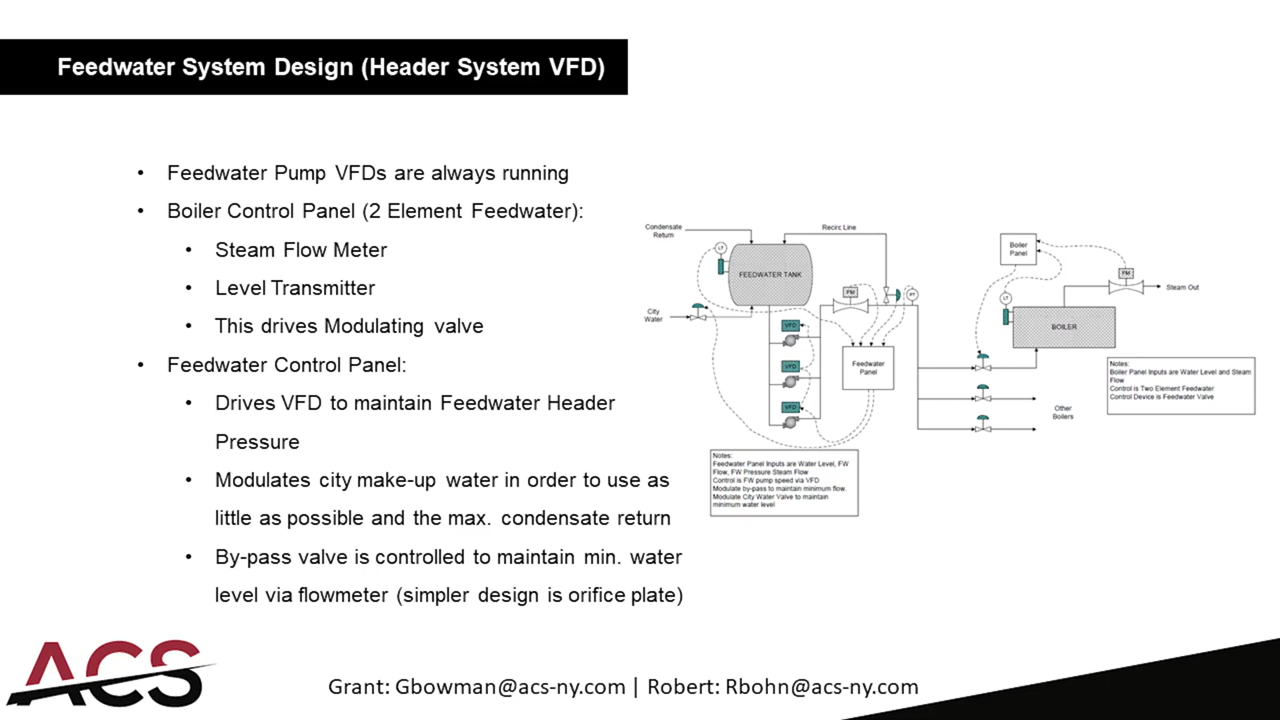 Feedwater System Design (Header System VFD)
• Feedwater Pump VFDs are always running
• Boiler Control Panel (2 Element Feedwater):
• Steam Flow Meter
• Level Transmitter
• This drives Modulating valve
• Feedwater Control Panel:
• Drives VFD to maintain Feedwater Header
Pressure
• Modulates city make-up water in order to use as
little as possible and the max. condensate return
• By-pass valve is controlled to maintain min. water
level via flowmeter (simpler design is orifice plate)
Condensate
Return
Recirc Line
LT
FEEDWATER TANK
City
Water
FM
PT
VFD
VFD
VFD
Feedwater
Panel
Boiler
Panel
FM
Steam Out
LT
BOILER
Other
Boilers
Notes:
Boiler Panel Inputs are Water Level and Steam
Flow
Control is Two Element Feedwater
Control Device is Feedwater Valve
Notes:
Feedwater Panel Inputs are Water Level, FW
Flow, FW Pressure Steam Flow
Control is FW pump speed via VFD
Modulate by-pass to maintain minimum flow.
Modulate City Water Valve to maintain
minimum water level
ACS
Grant: Gbowman@acs-ny.com | Robert: Rbohn@acs-ny.com